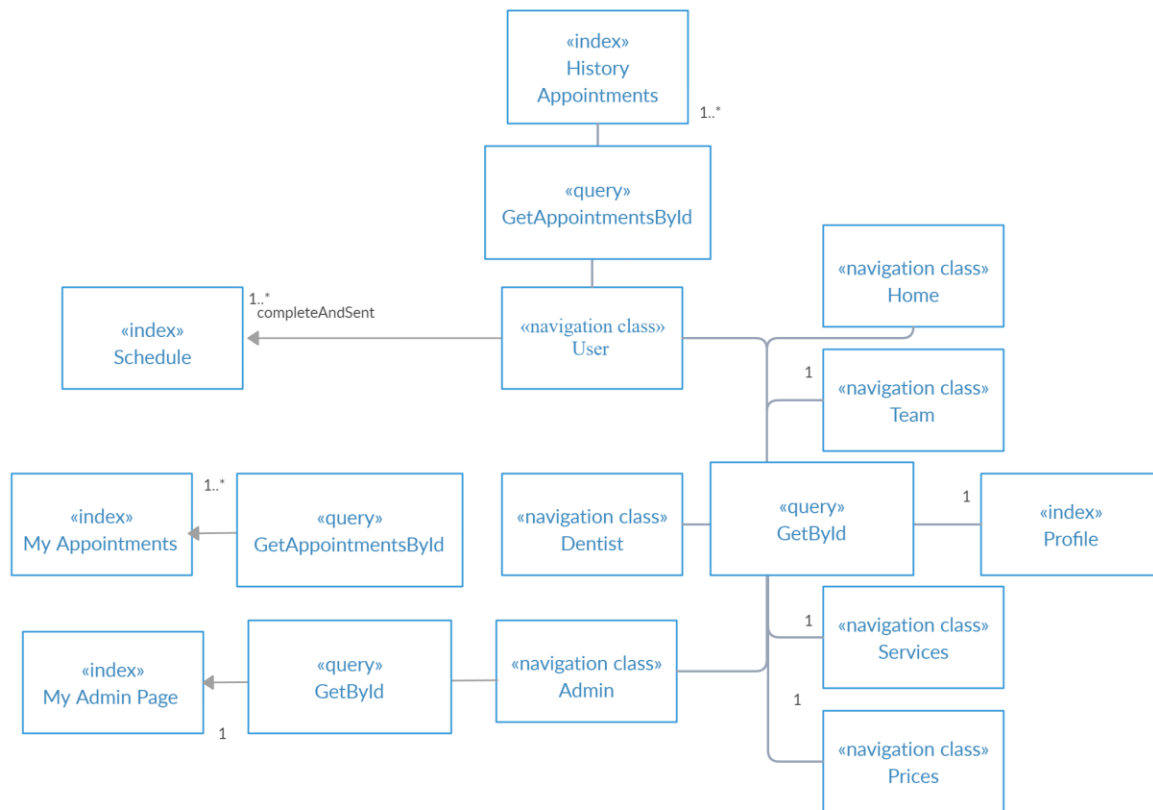 «index»
History
Appointments
1..*
«query»
GetAppointmentsById
«navigation class»
Home
1..*
completeAndSent
«index»
Schedule
«navigation class»
User
1
«navigation class»
Team
1..*
«index»
My Appointments
«query»
GetAppointmentsById
«navigation class»
Dentist
«query»
GetById
1
«index»
Profile
1
«navigation class»
Services
«index»
My Admin Page
1
«query»
GetById
«navigation class»
Admin
1
«navigation class»
Prices